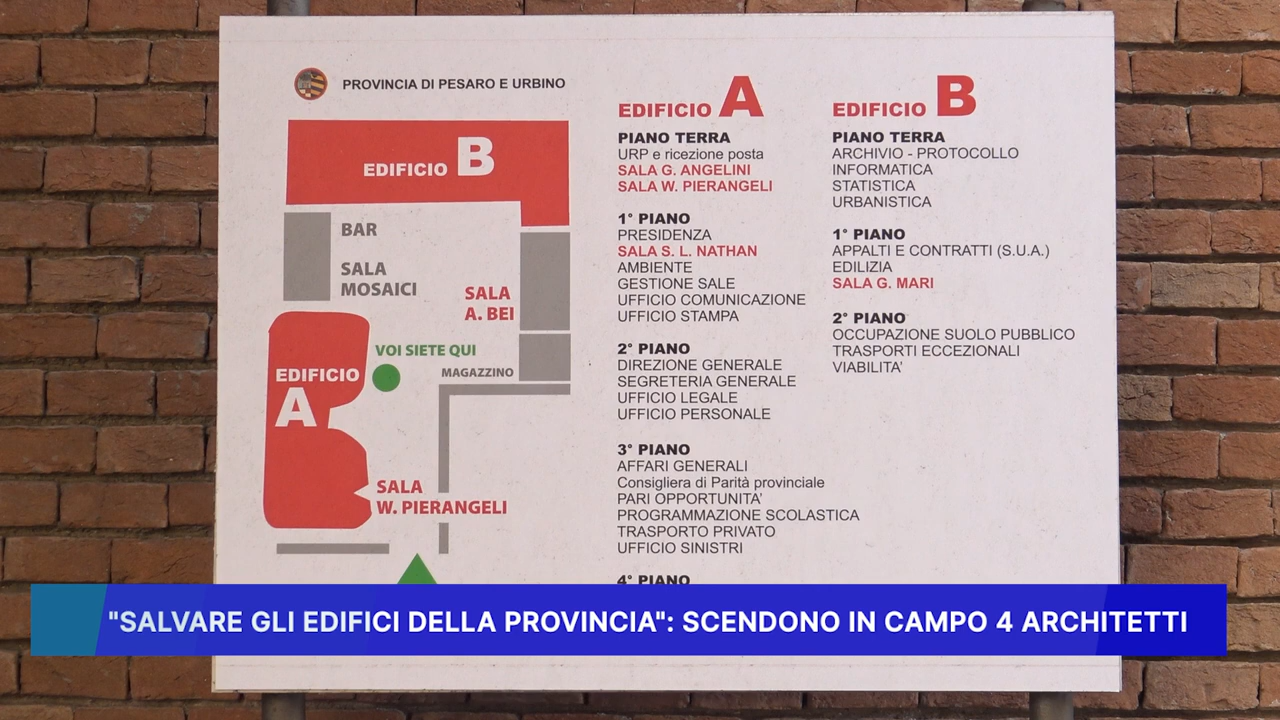 PROVINCIA DI PESARO E URBINO
EDIFICIO B
BAR
SALA
MOSAICI
SALA
A. BEI
VOI SIETE QUI
MAGAZZINO
EDIFICIO
A
SALA
W. PIERANGELI
EDIFICIO A
PIANO TERRA
URP e ricezione posta
SALA G. ANGELINI
SALA W. PIERANGELI
1° PIANO
PRESIDENZA
SALA S. L. NATHAN
AMBIENTE
GESTIONE SALE
UFFICIO COMUNICAZIONE
UFFICIO STAMPA
2° PIANO
DIREZIONE GENERALE
SEGRETERIA GENERALE
UFFICIO LEGALE
UFFICIO PERSONALE
3° PIANO
AFFARI GENERALI
Consigliera di Parità provinciale
PARI OPPORTUNITA'
PROGRAMMAZIONE SCOLASTICA
TRASPORTO PRIVATO
UFFICIO SINISTRI
4° PIANO
EDIFICIO B
PIANO TERRA
ARCHIVIO - PROTOCOLLO
INFORMATICA
STATISTICA
URBANISTICA
1° PIANO
APPALTI E CONTRATTI (S.U.A.)
EDILIZIA
SALA G. MARI
2° PIANO
OCCUPAZIONE SUOLO PUBBLICO
TRASPORTI ECCEZIONALI
VIABILITA'
"SALVARE GLI EDIFICI DELLA PROVINCIA": SCENDONO IN CAMPO 4 ARCHITETTI